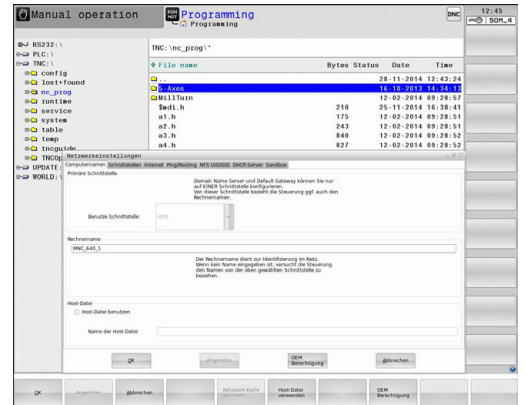 Manual operation
PGM
MGT
Programming
Programming
DNC
12:45
SOM_4
RS232:\
PLC:\
TNC:\
config
lost+found
nc_prog
runtime
service
system
table
temp
tncguide
UPDATE:
WORLD:\
TNC:\nc_prog\*
File name Bytes Status Date Time
.. 28-11-2014 12:43:24
5-Axes 16-10-2013 14:34:13
MillTurn 12-02-2014 09:28:57
$mdi.h 210 25-11-2014 16:38:41
a1.h 175 12-02-2014 09:28:51
a2.h 243 12-02-2014 09:28:51
a3.h 840 12-02-2014 09:28:52
a4.h 827 12-02-2014 09:28:52
Netzwerkeinstellungen
Computernamen Schnittstellen Internet Ping/Routing NFS UID/GID DHCP-Server Sandbox
Primäre Schnittstelle
Domain Name Server und Default Gateway können Sie nur
auf EINER Schnittstelle konfigurieren.
Von dieser Schnittstelle bezieht die Steuerung ggf. auch den
Rechnernamen.
Benutze Schnittstelle:
Rechnername
MNC_640_1
Der Rechnername dient zur Identifizierung im Netz.
Wenn kein Name eingegeben ist, versucht die Steuerung
den Namen von der oben gewählten Schnittstelle zu
beziehen.
Host-Datei
Host-Datei benutzen
Name der Host-Datei:
OK
Anwenden
OEM
Berechtigung
Abbrechen
OK
Anwenden
Abbrechen
Netzwerk-Karte
Host-Datei
verwenden
OEM
Berechtigung